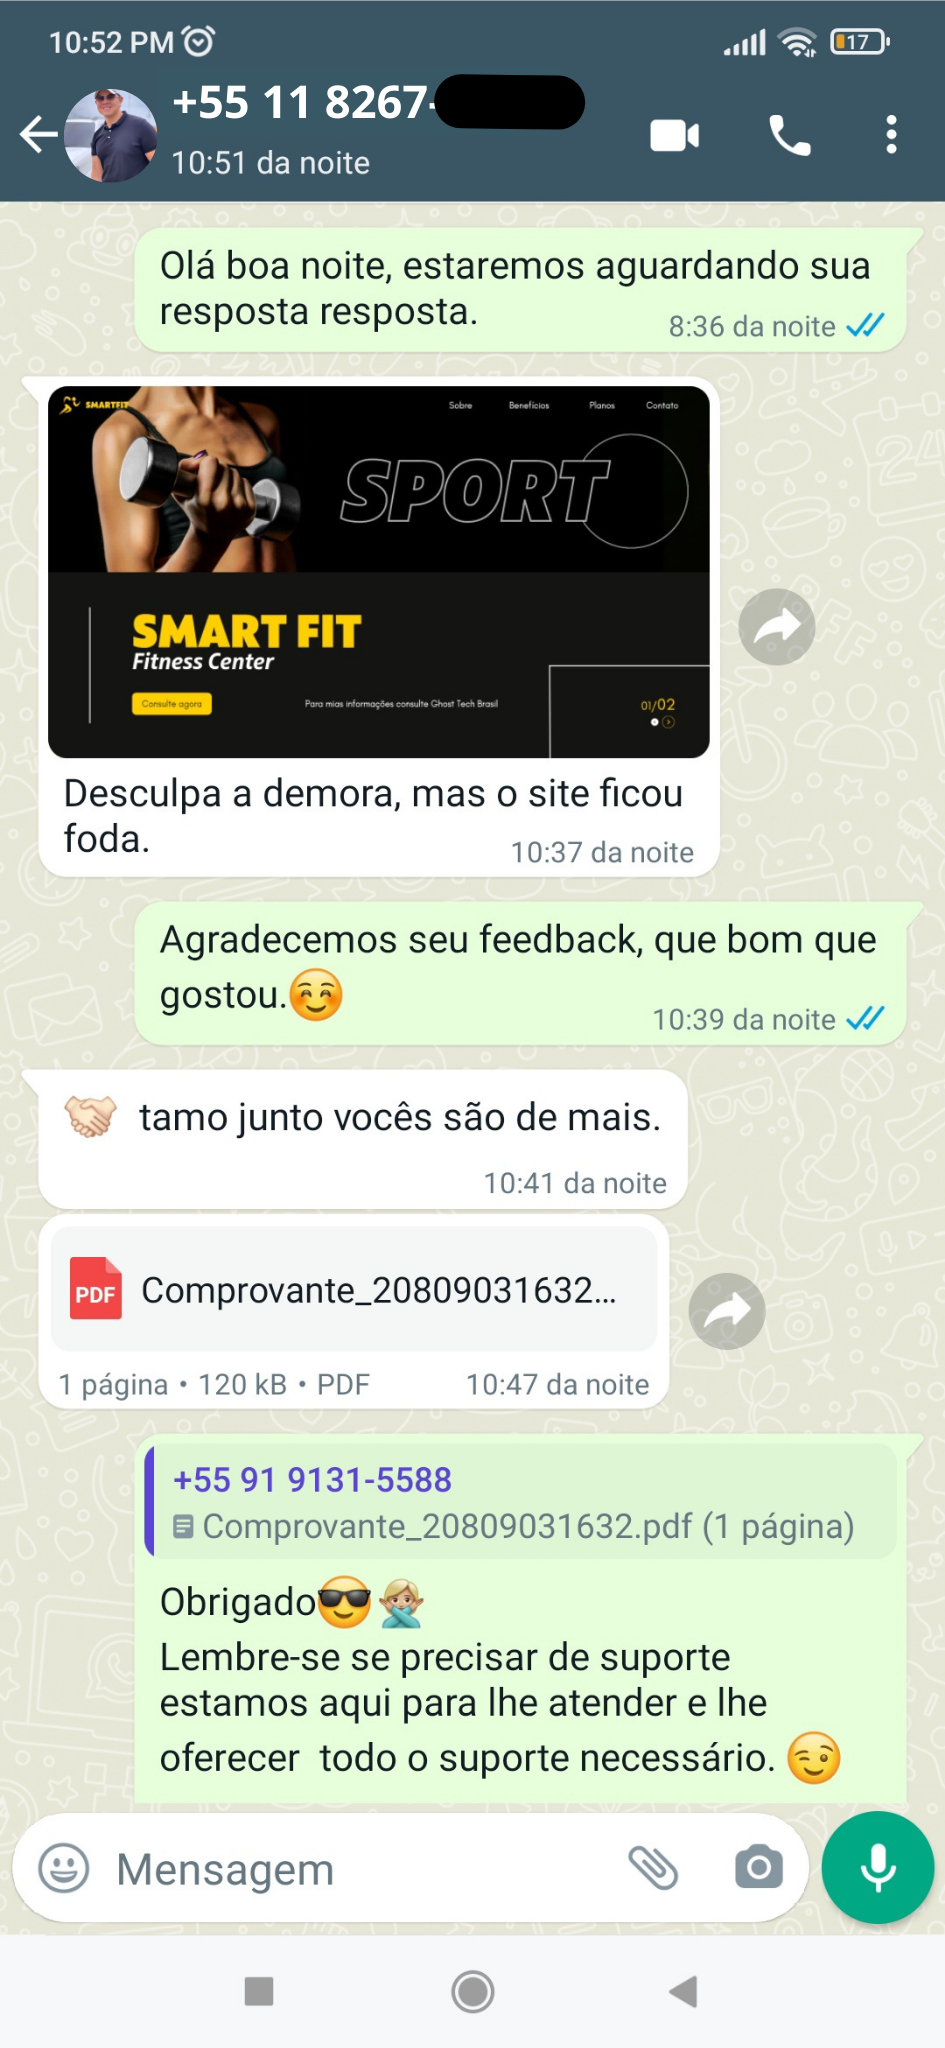 10:52 PM
17
+55 11 8267-
10:51 da noite
Olá boa noite, estaremos aguardando sua
resposta resposta.
8:36 da noite
SMARTFIT
Sobre Benefícios Planos Contato
SPORT
SMART FIT
Fitness Center
Consulte agora
Para mias informações consulte Ghost Tech Brasil
01/02
Desculpa a demora, mas o site ficou
foda.
10:37 da noite
Agradecemos seu feedback, que bom que
gostou.☺️
10:39 da noite
🤝🏻 tamo junto vocês são de mais.
10:41 da noite
PDF
Comprovante_20809031632...
1 página • 120 kB • PDF
10:47 da noite
+55 91 9131-5588
Comprovante_20809031632.pdf (1 página)
Obrigado😎🙅🏼
Lembre-se se precisar de suporte
estamos aqui para lhe atender e lhe
oferecer todo o suporte necessário. 😉
Mensagem